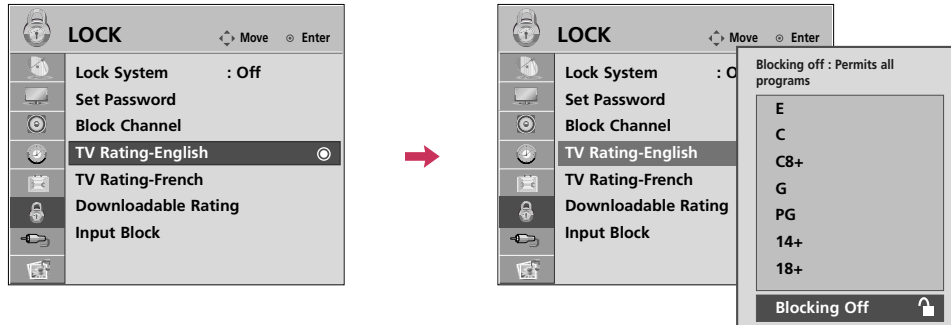 LOCK
Move Enter
Lock System : Off
Set Password
Block Channel
TV Rating-English
TV Rating-French
Downloadable Rating
Input Block
LOCK
Move Enter
Lock System : O
Set Password
Block Channel
TV Rating-English
TV Rating-French
Downloadable Rating
Input Block
Blocking off : Permits all
programs
E
C
C8+
G
PG
14+
18+
Blocking Off